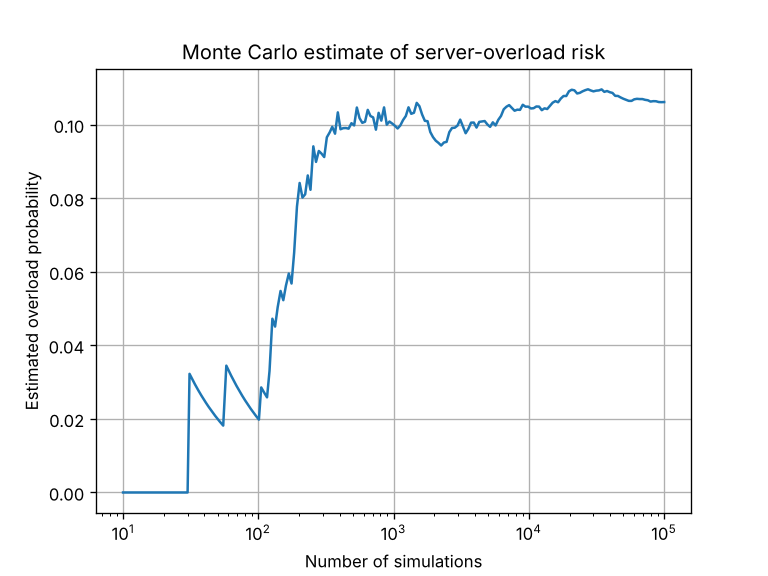 Monte Carlo estimate of server-overload risk
Estimated overload probability
0.10
0.08
0.06
0.04
0.02
0.00
10¹ 10² 10³ 10⁴ 10⁵
Number of simulations